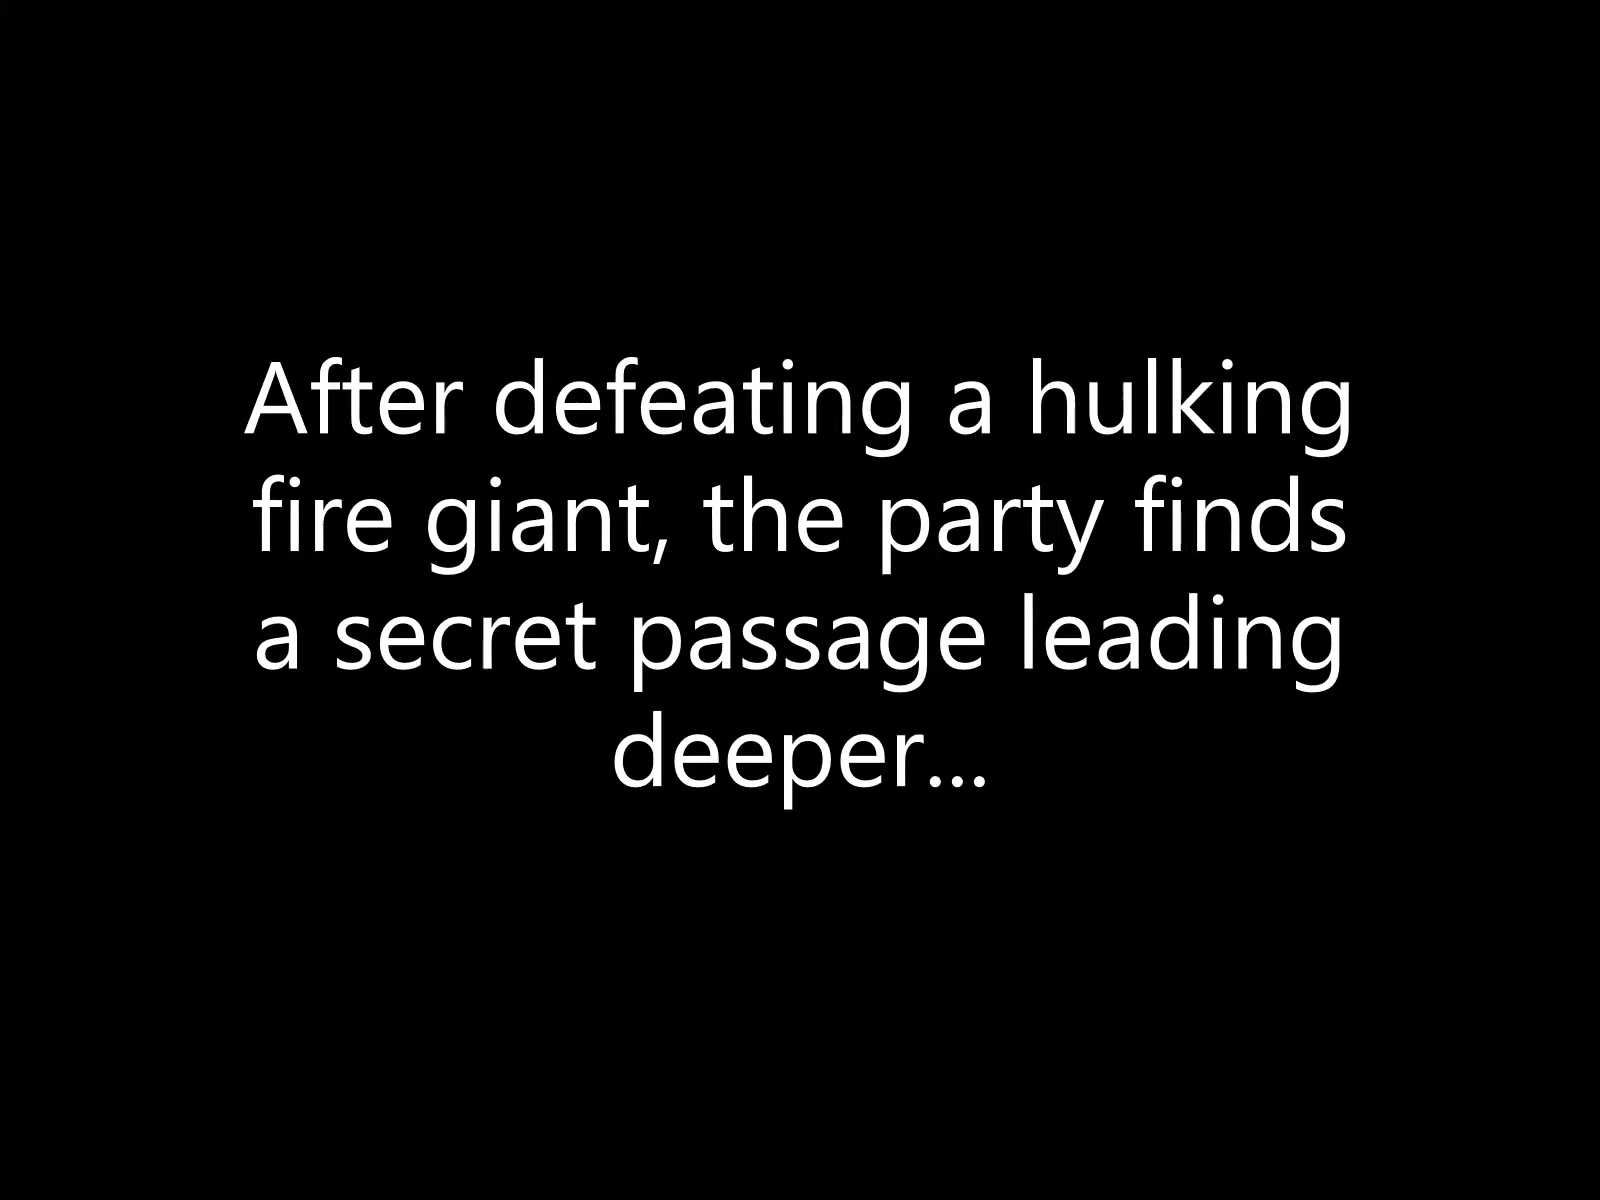 After defeating a hulking
fire giant, the party finds
a secret passage leading
deeper...